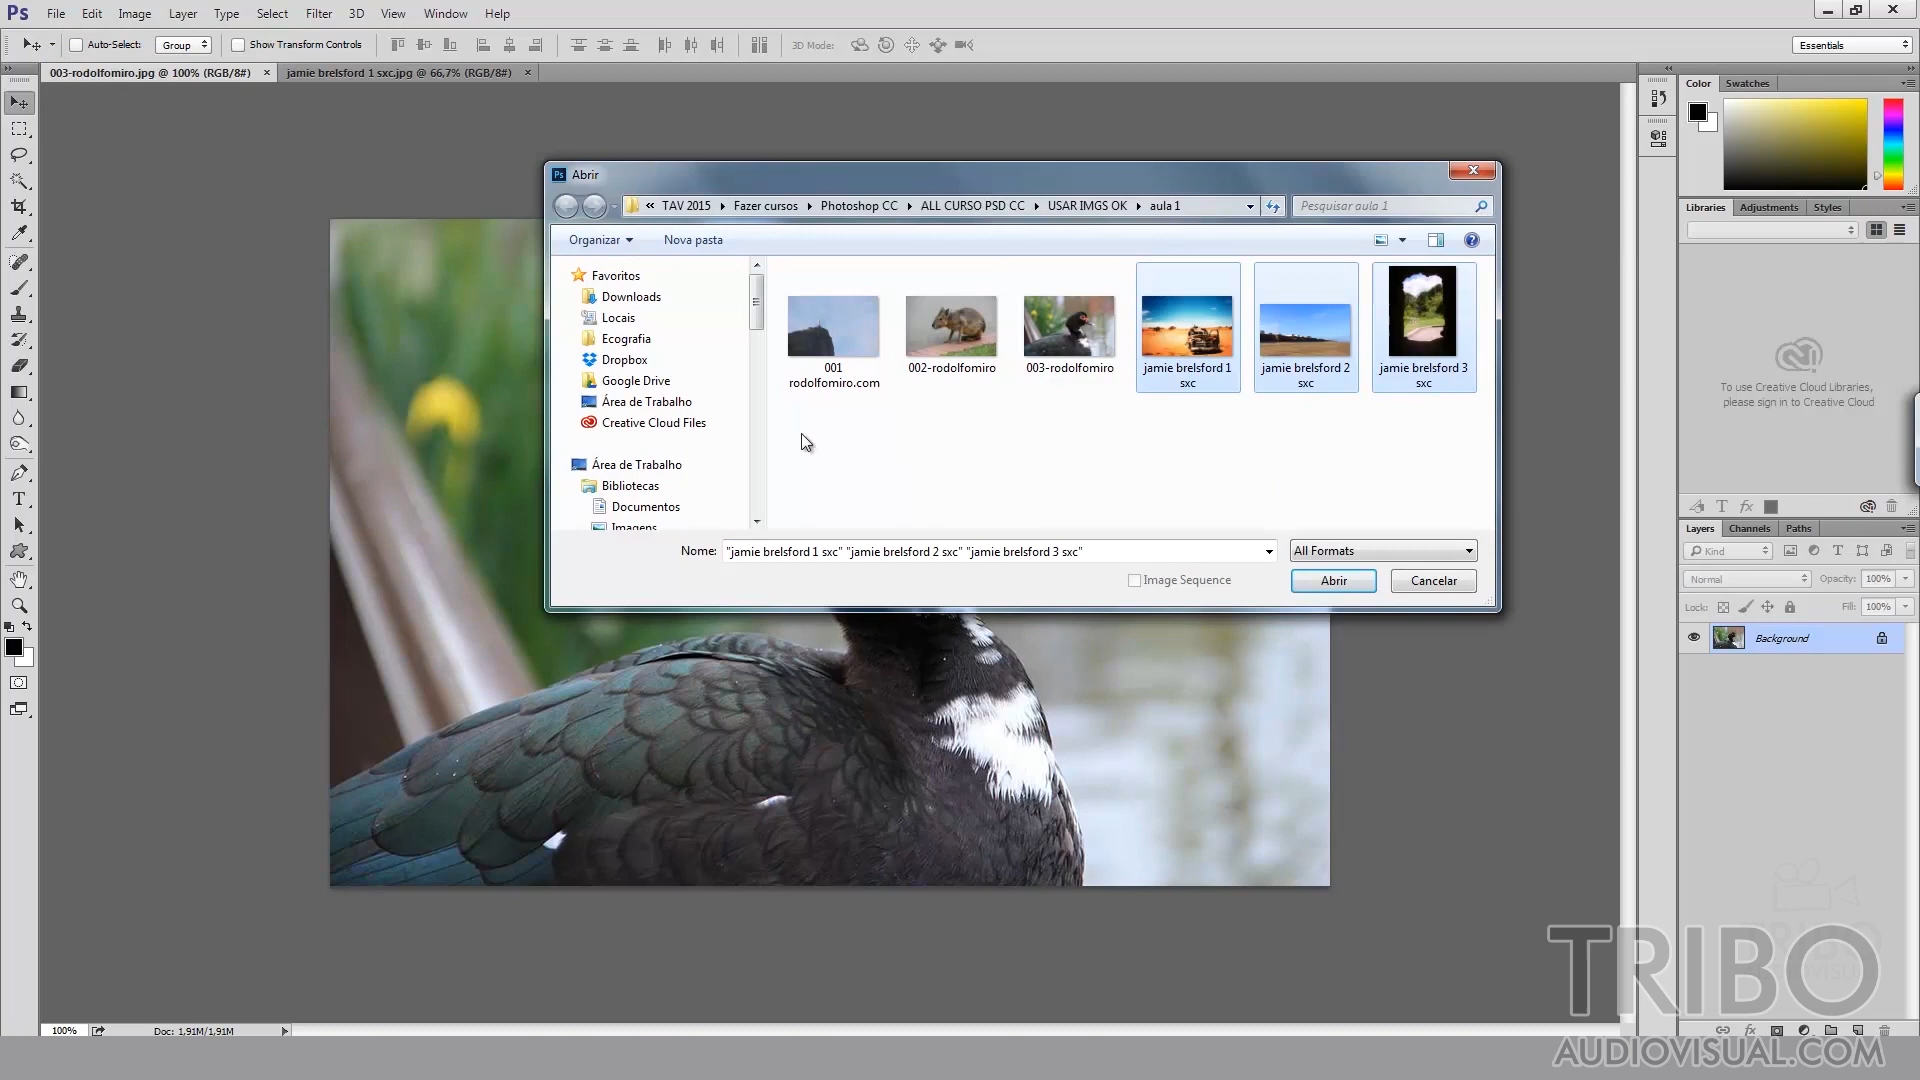 Ps File Edit Image Layer Type Select Filter 3D View Window Help
Auto-Select: Group Show Transform Controls 3D Mode: Essentials
003-rodolfomiro.jpg @ 100% (RGB/8#) × jamie brelsford 1 sxc.jpg @ 66,7% (RGB/8#) ×
Color Swatches
Ps Abrir
« TAV 2015 Fazer cursos Photoshop CC ALL CURSO PSD CC USAR IMGS OK aula 1 Pesquisar aula 1
Libraries Adjustments Styles
Organizar Nova pasta
Favoritos
Downloads
Locais
Ecografia
Dropbox
Google Drive
Área de Trabalho
Creative Cloud Files
Área de Trabalho
Bibliotecas
Documentos
Imagens
001
rodolfomiro.com
002-rodolfomiro
003-rodolfomiro
jamie brelsford 1
sxc
jamie brelsford 2
sxc
jamie brelsford 3
sxc
Nome: "jamie brelsford 1 sxc" "jamie brelsford 2 sxc" "jamie brelsford 3 sxc" All Formats
Image Sequence Abrir Cancelar
To use Creative Cloud Libraries,
please sign in to Creative Cloud
Layers Channels Paths
Kind
Normal Opacity: 100%
Lock: Fill: 100%
Background
100% Doc: 1,91M/1,91M
TRIBO
AUDIOVISUAL.COM